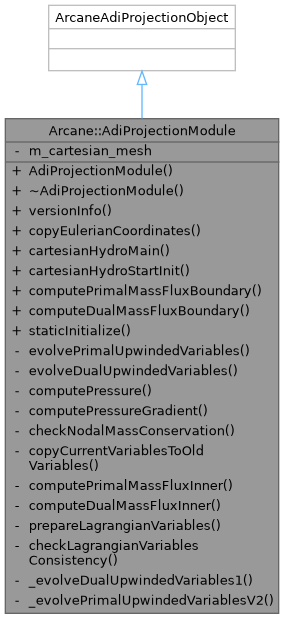 ArcaneAdiProjectionObject
Arcane::AdiProjectionModule
- m_cartesian_mesh
+ AdiProjectionModule()
+ ~AdiProjectionModule()
+ versionInfo()
+ copyEulerianCoordinates()
+ cartesianHydroMain()
+ cartesianHydroStartInit()
+ computePrimalMassFluxBoundary()
+ computeDualMassFluxBoundary()
+ staticInitialize()
- evolvePrimalUpwindedVariables()
- evolveDualUpwindedVariables()
- computePressure()
- computePressureGradient()
- checkNodalMassConservation()
- copyCurrentVariablesToOld
Variables()
- computePrimalMassFluxInner()
- computeDualMassFluxInner()
- prepareLagrangianVariables()
- checkLagrangianVariables
Consistency()
- _evolveDualUpwindedVariables1()
- _evolvePrimalUpwindedVariablesV2()